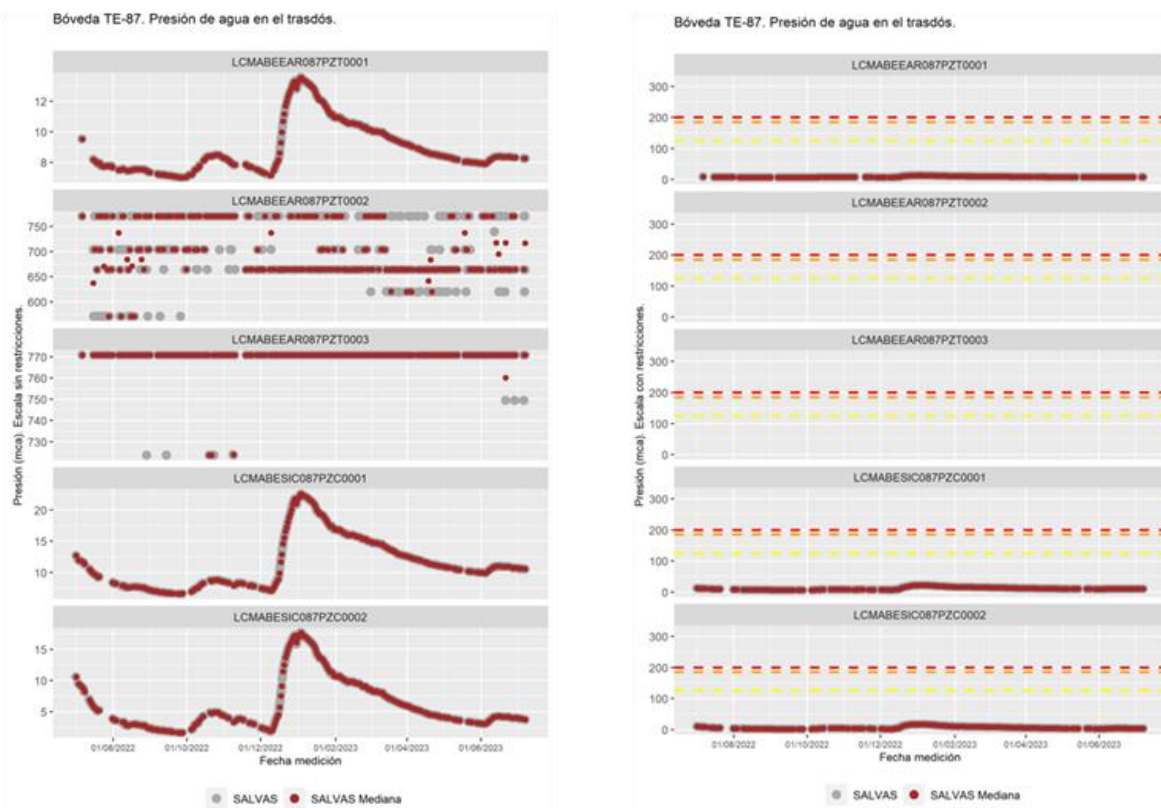 Bóveda TE-87. Presión de agua en el trasdós.
LCMABEEAR087PZT0001
12
10
8
LCMABEEAR087PZT0002
750
700
650
600
LCMABEEAR087PZT0003
770
760
750
740
730
LCMABESIC087PZC0001
20
15
10
LCMABESIC087PZC0002
15
10
5
Presión (mca). Escala sin restricciones.
01/08/2022 01/10/2022 01/12/2022 01/02/2023 01/04/2023 01/06/2023
Fecha medición
SALVAS SALVAS Mediana
Bóveda TE-87. Presión de agua en el trasdós.
LCMABEEAR087PZT0001
300
200
100
0
LCMABEEAR087PZT0002
300
200
100
0
LCMABEEAR087PZT0003
300
200
100
0
LCMABESIC087PZC0001
300
200
100
0
LCMABESIC087PZC0002
300
200
100
0
Presión (mca). Escala con restricciones.
01/08/2022 01/10/2022 01/12/2022 01/02/2023 01/04/2023 01/06/2023
Fecha medición
SALVAS SALVAS Mediana